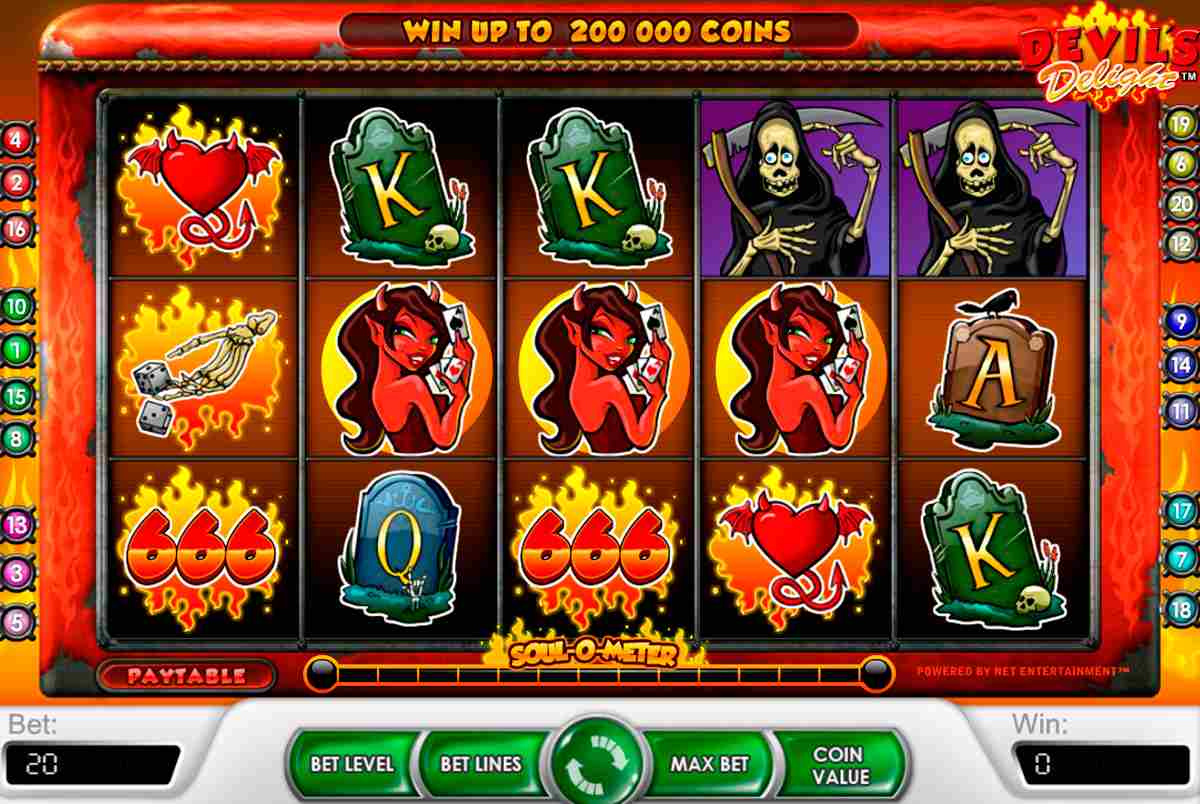 WIN UP TO 200 000 COINS
DEVIL'S
Delight™
4
2
16
10
1
15
8
13
3
5
19
6
20
12
9
14
11
17
7
18
K
K
A
666
Q
666
K
SOUL-O-METER
PAYTABLE
POWERED BY NET ENTERTAINMENT™
Bet:
20
BET LEVEL
BET LINES
MAX BET
COIN
VALUE
Win:
0